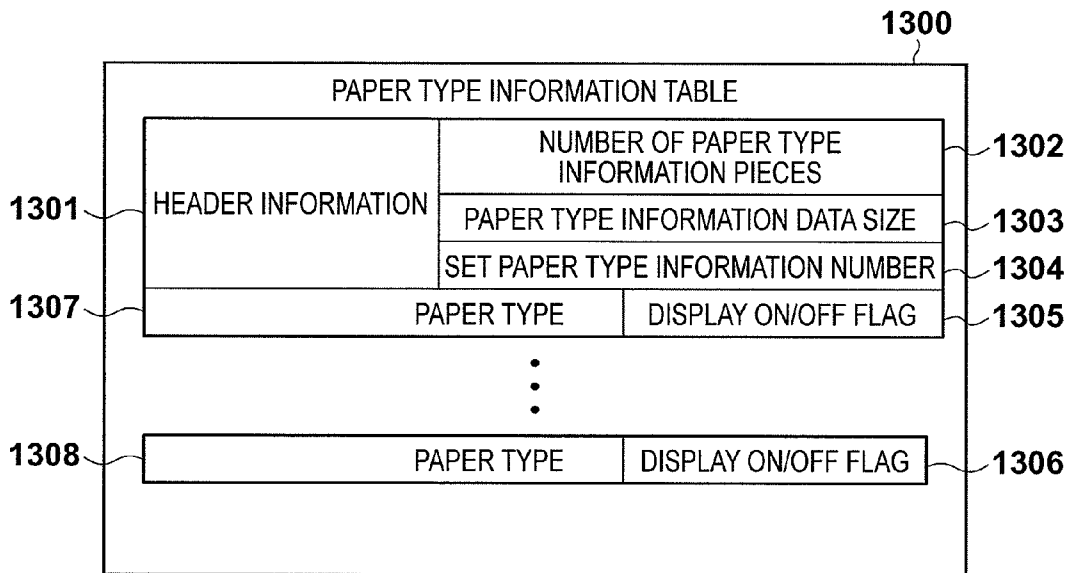 1300
PAPER TYPE INFORMATION TABLE
NUMBER OF PAPER TYPE
INFORMATION PIECES
1302
1301
HEADER INFORMATION
PAPER TYPE INFORMATION DATA SIZE
1303
SET PAPER TYPE INFORMATION NUMBER
1304
1307
PAPER TYPE
DISPLAY ON/OFF FLAG
1305
1308
PAPER TYPE
DISPLAY ON/OFF FLAG
1306